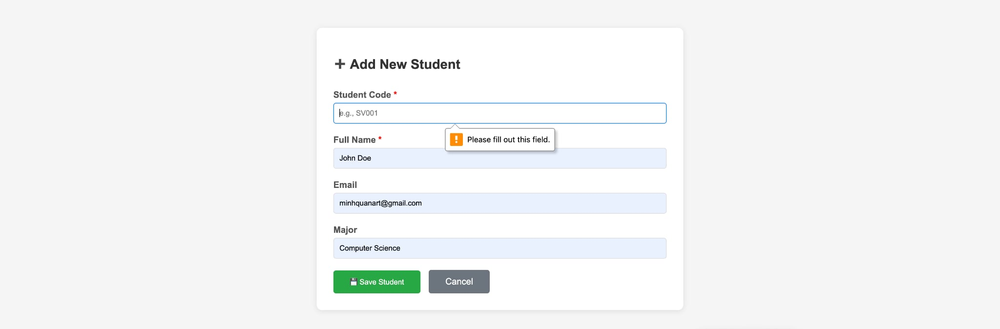 ➕ Add New Student
Student Code *
e.g., SV001
Please fill out this field.
Full Name *
John Doe
Email
minhquanart@gmail.com
Major
Computer Science
💾 Save Student
Cancel